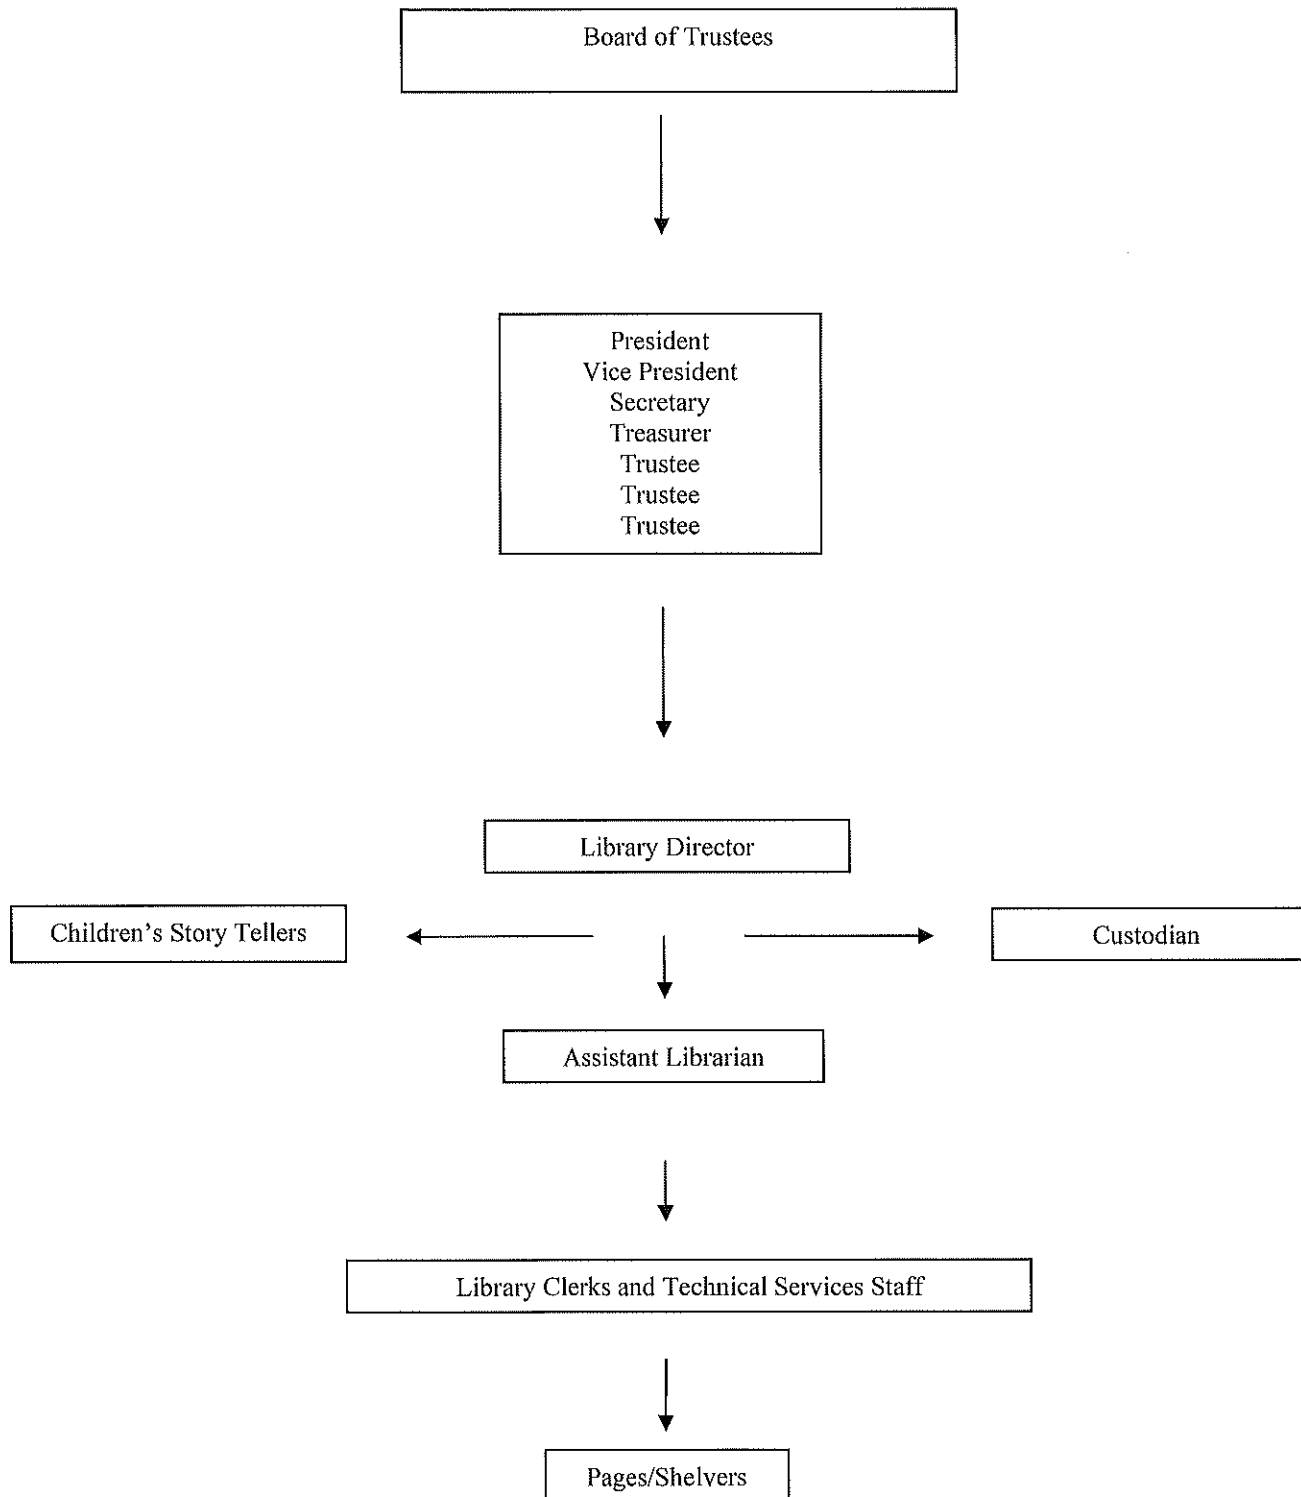 Board of Trustees
President
Vice President
Secretary
Treasurer
Trustee
Trustee
Trustee
Library Director
Children's Story Tellers
Custodian
Assistant Librarian
Library Clerks and Technical Services Staff
Pages/Shelvers